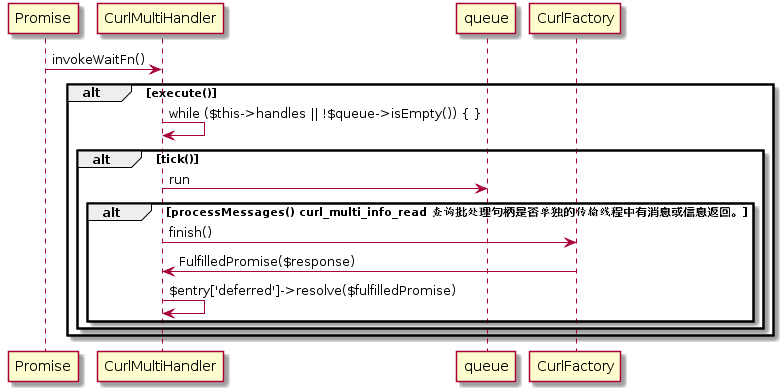 Promise CurlMultiHandler queue CurlFactory
invokeWaitFn()
alt [execute()]
while ($this->handles || !$queue->isEmpty()) { }
alt [tick()]
run
alt [processMessages() curl_multi_info_read 查询批处理句柄是否单独的传输线程中有消息或信息返回。]
finish()
FulfilledPromise($response)
$entry['deferred']->resolve($fulfilledPromise)
Promise CurlMultiHandler queue CurlFactory